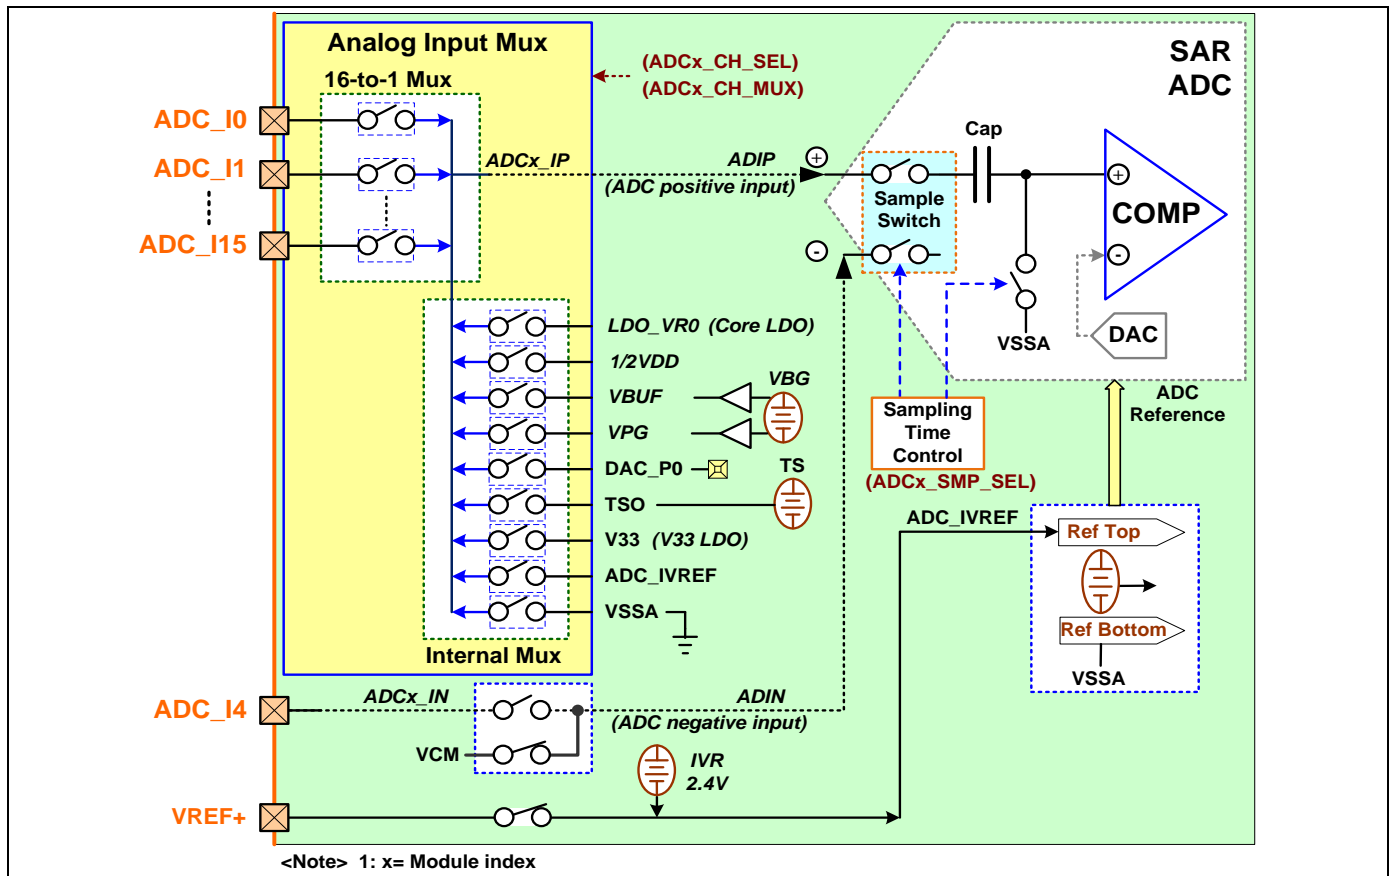 Analog Input Mux
16-to-1 Mux
(ADCx_CH_SEL)
(ADCx_CH_MUX)
SAR
ADC
ADC_I0
ADC_I1
ADC_I15
ADCx_IP
ADIP
(ADC positive input)
+
-
Sample
Switch
Cap
+
COMP
-
DAC
VSSA
LDO_VR0 (Core LDO)
1/2VDD
VBUF
VBG
VPG
DAC_P0
TS
TSO
V33 (V33 LDO)
ADC_IVREF
VSSA
Internal Mux
Sampling
Time
Control
(ADCx_SMP_SEL)
ADC
Reference
ADC_IVREF
Ref Top
Ref Bottom
VSSA
ADC_I4
ADCx_IN
ADIN
(ADC negative input)
VCM
IVR
2.4V
VREF+
<Note> 1: x= Module index